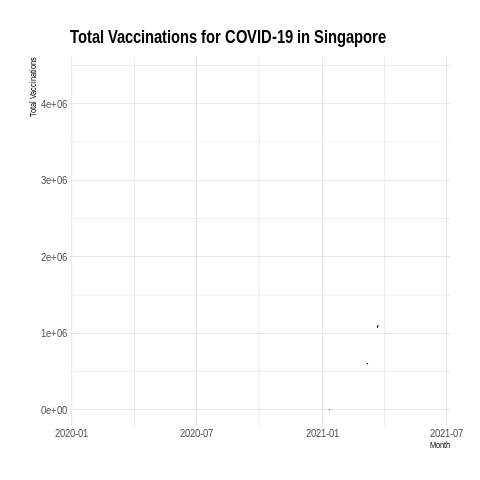 Total Vaccinations for COVID-19 in Singapore
Total Vaccinations
4e+06
3e+06
2e+06
1e+06
0e+00
2020-01 2020-07 2021-01 2021-07
Month